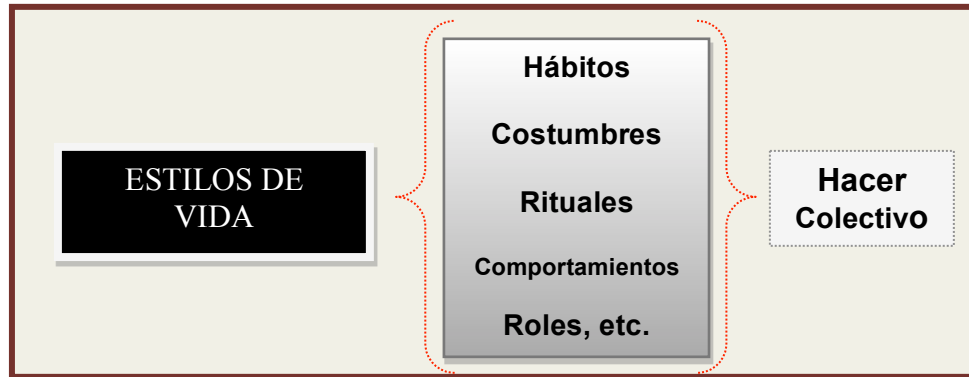 ESTILOS DE
VIDA
Hábitos
Costumbres
Rituales
Comportamientos
Roles, etc.
Hacer
Colectivo